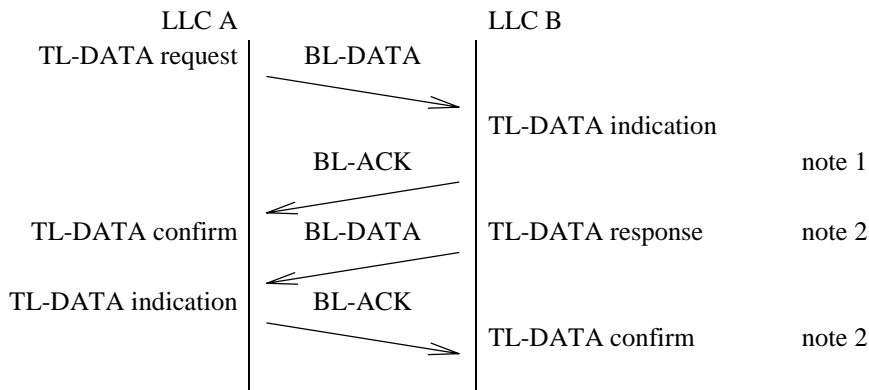 LLC A LLC B
TL-DATA request BL-DATA
TL-DATA indication
BL-ACK note 1
TL-DATA confirm BL-DATA TL-DATA response note 2
TL-DATA indication BL-ACK
TL-DATA confirm note 2